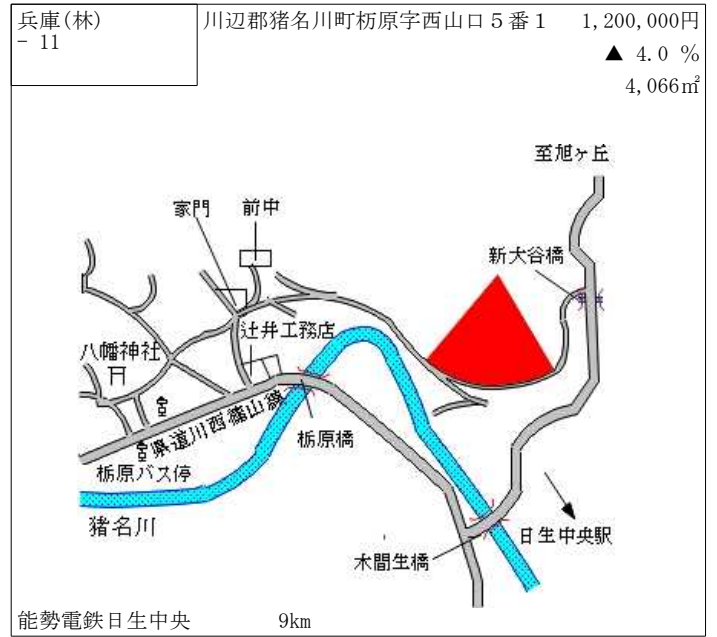 兵庫(林)
- 11
川辺郡猪名川町栃原字西山口５番１
1,200,000円
▲ 4.0 %
4,066㎡
至旭ヶ丘
家門
前中
新大谷橋
辻井工務店
八幡神社
県道川西篠山線
栃原橋
栃原バス停
猪名川
日生中央駅
木間生橋
能勢電鉄日生中央
9km